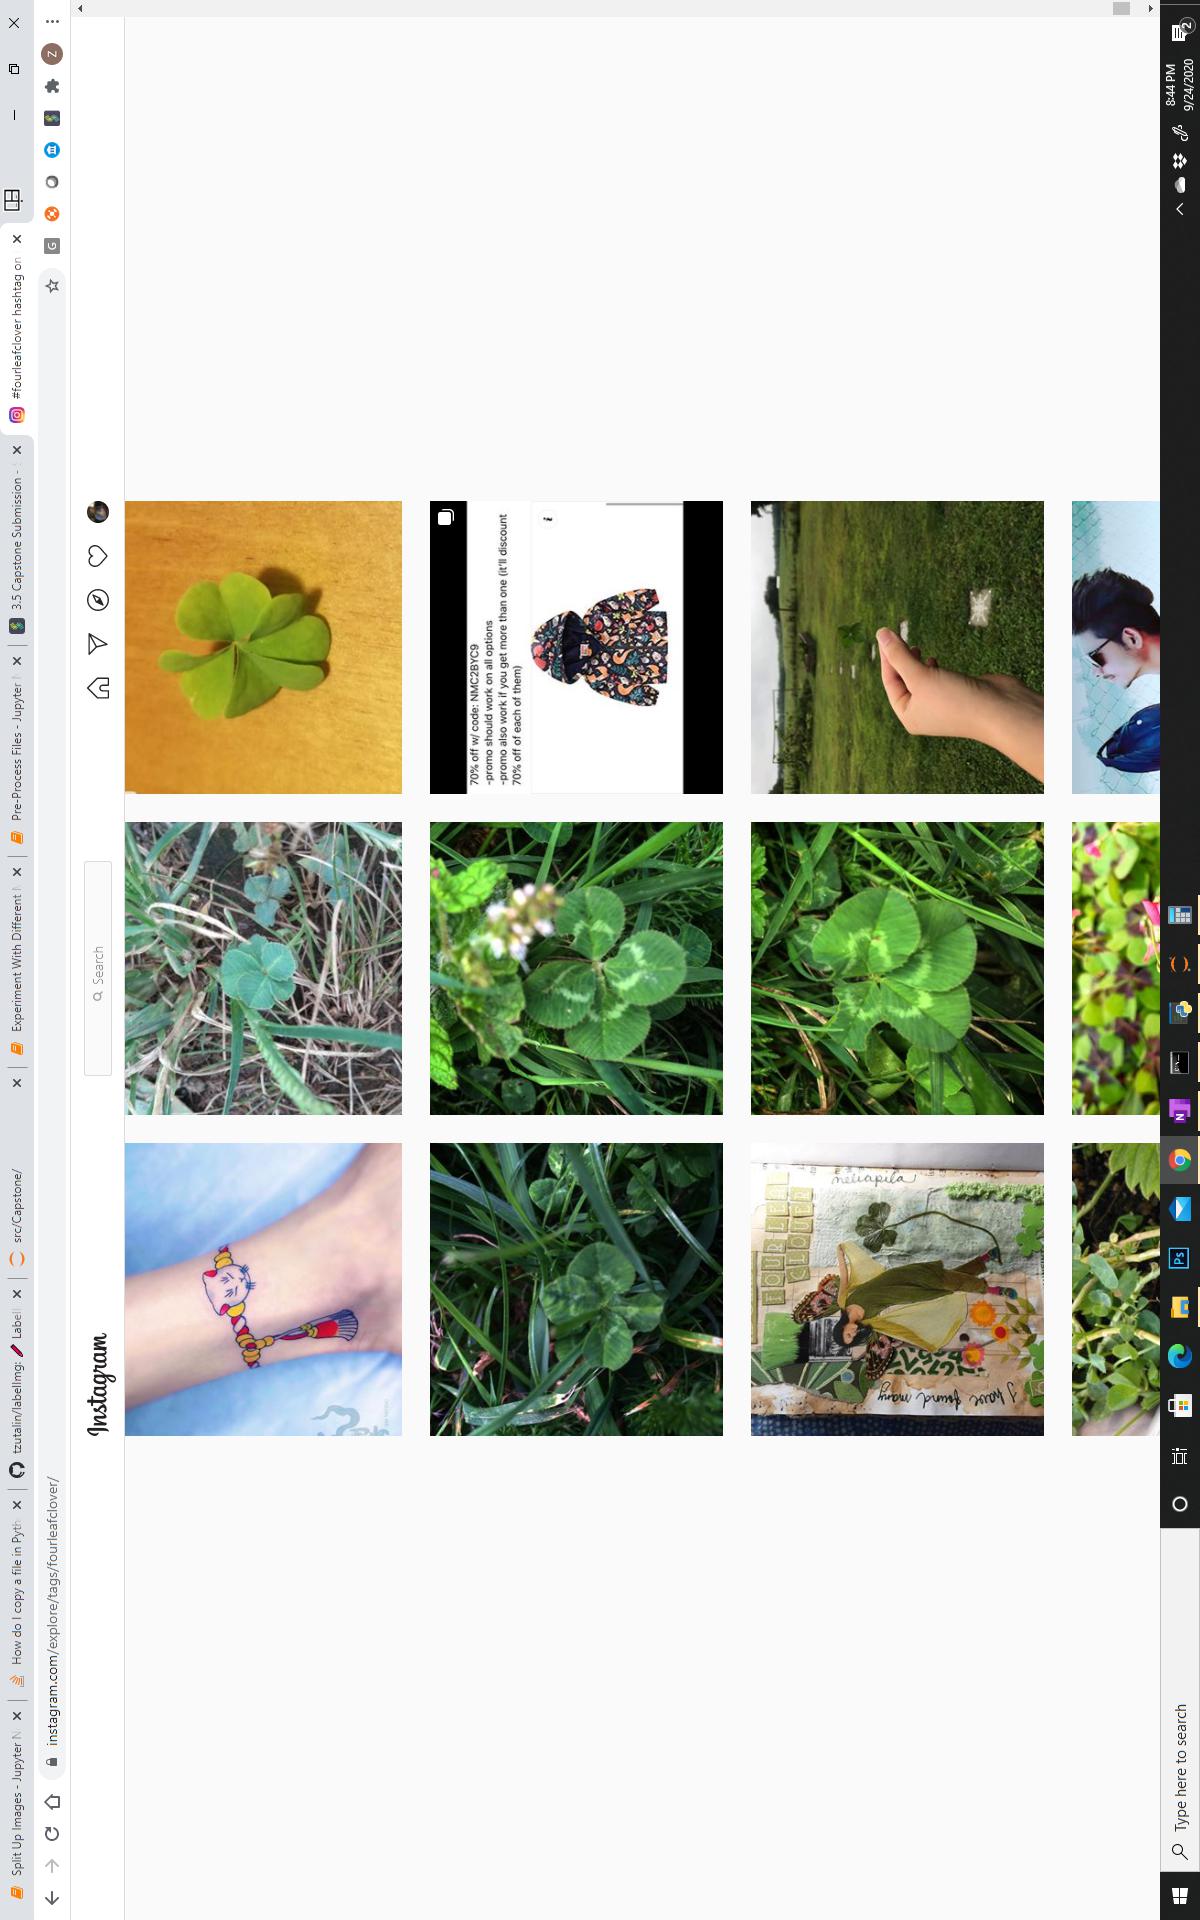 Split Up Images - Jupyter N
How do I copy a file in Pyth
tzutalin/labelImg: Labell
src/Capstone/
Experiment With Different
Pre-Process Files - Jupyter
3.5 Capstone Submission -
#fourleafclover hashtag on
instagram.com/explore/tags/fourleafclover/
G
Z
Instagram
Search
70% off w/ code: NMC2BYC9
-promo should work on all options
-promo also work if you get more than one (it'll discount
70% off of each of them)
FOUR LEAF
CLOVER
I have found many
Type here to search
Ps
N
8:44 PM
9/24/2020
2